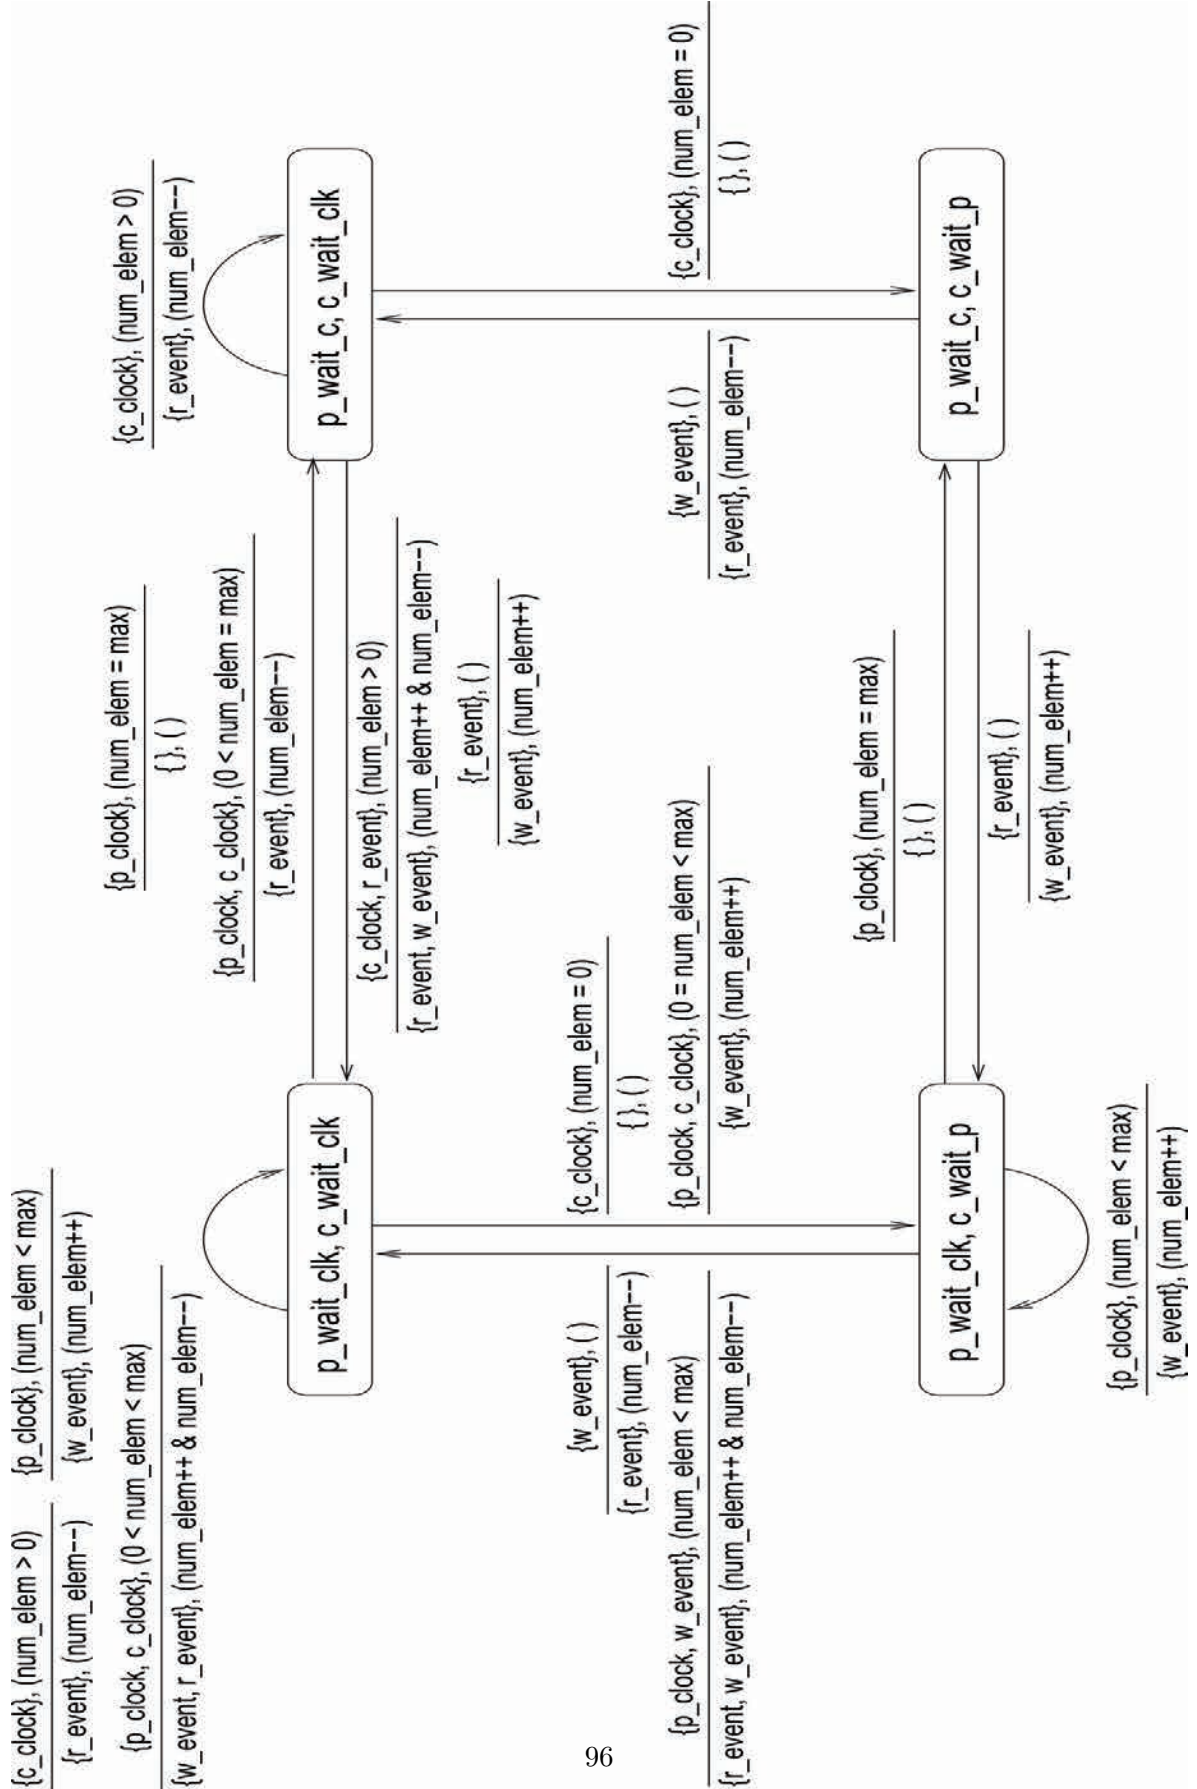 {c_clock}, (num_elem > 0)
{r_event}, (num_elem--)
{p_clock}, (num_elem < max)
{w_event}, (num_elem++)
{p_clock, c_clock}, (0 < num_elem < max)
{w_event, r_event}, (num_elem++ & num_elem--)
p_wait_clk, c_wait_clk
{p_clock}, (num_elem = max)
{ }, ( )
{p_clock, c_clock}, (0 < num_elem = max)
{r_event}, (num_elem--)
{c_clock, r_event}, (num_elem > 0)
{r_event, w_event}, (num_elem++ & num_elem--)
{r_event}, ( )
{w_event}, (num_elem++)
{c_clock}, (num_elem > 0)
{r_event}, (num_elem--)
p_wait_c, c_wait_clk
{w_event}, ( )
{r_event}, (num_elem--)
{p_clock, w_event}, (num_elem < max)
{r_event, w_event}, (num_elem++ & num_elem--)
{c_clock}, (num_elem = 0)
{ }, ( )
{p_clock, c_clock}, (0 = num_elem < max)
{w_event}, (num_elem++)
{w_event}, ( )
{r_event}, (num_elem--)
{c_clock}, (num_elem = 0)
{ }, ( )
p_wait_clk, c_wait_p
{p_clock}, (num_elem = max)
{ }, ( )
{r_event}, ( )
{w_event}, (num_elem++)
p_wait_c, c_wait_p
{p_clock}, (num_elem < max)
{w_event}, (num_elem++)
96